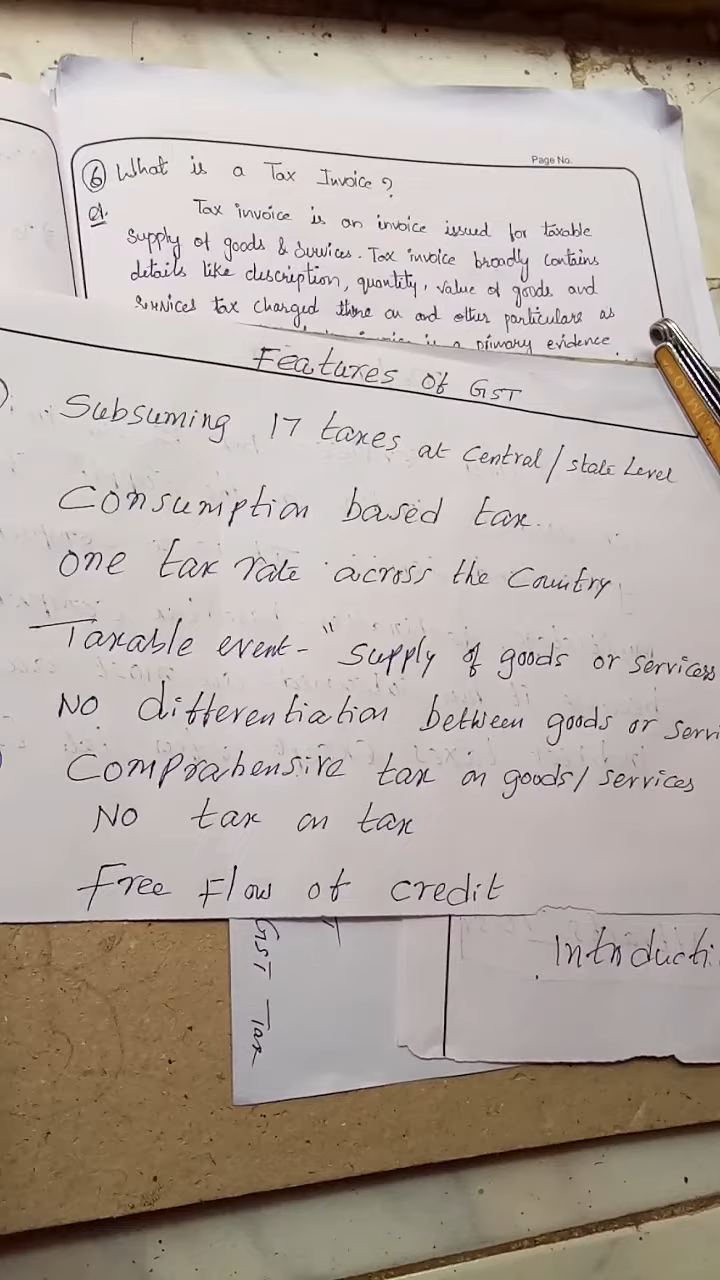 Page No.
6 What is a Tax Invoice?
A.
Tax invoice is an invoice issued for taxable
Supply of goods & Services. Tax invoice broadly contains
details like description, quantity, value of goods and
services tax charged there on and other particulars as
is a primary evidence.
Features Of GST
Subsuming 17 taxes at Central/State Level
Consumption based tax.
one tax rate across the Country
Taxable event- "Supply of goods or services
NO differentiation between goods or servi
Comprahensive tax on goods/services
NO tax on tax
Free Flow of credit
Introducti
GST Tax